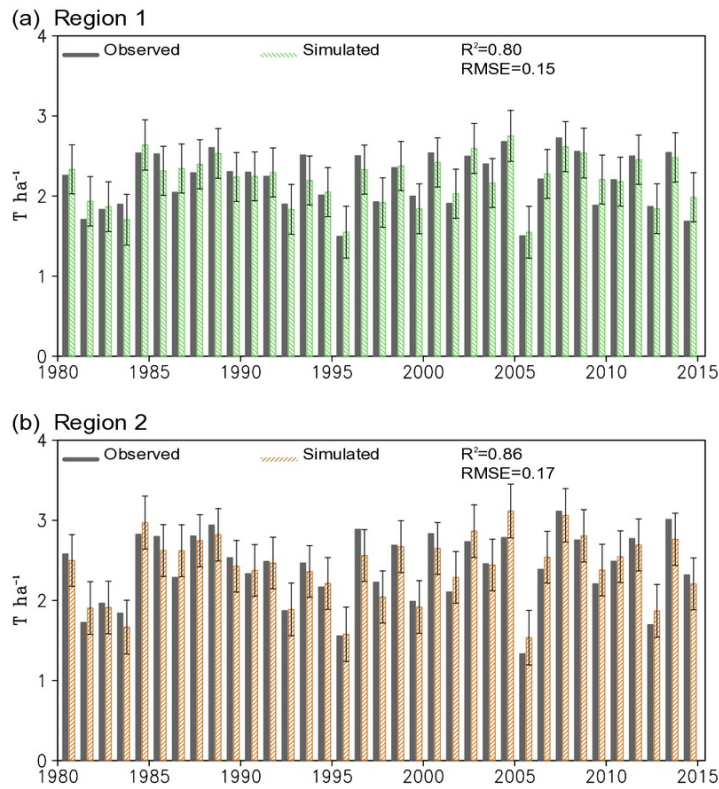 (a) Region 1
4
Observed Simulated R²=0.80
RMSE=0.15
3
T ha⁻¹
2
1
0
1980 1985 1990 1995 2000 2005 2010 2015
(b) Region 2
4
Observed Simulated R²=0.86
RMSE=0.17
3
T ha⁻¹
2
1
0
1980 1985 1990 1995 2000 2005 2010 2015